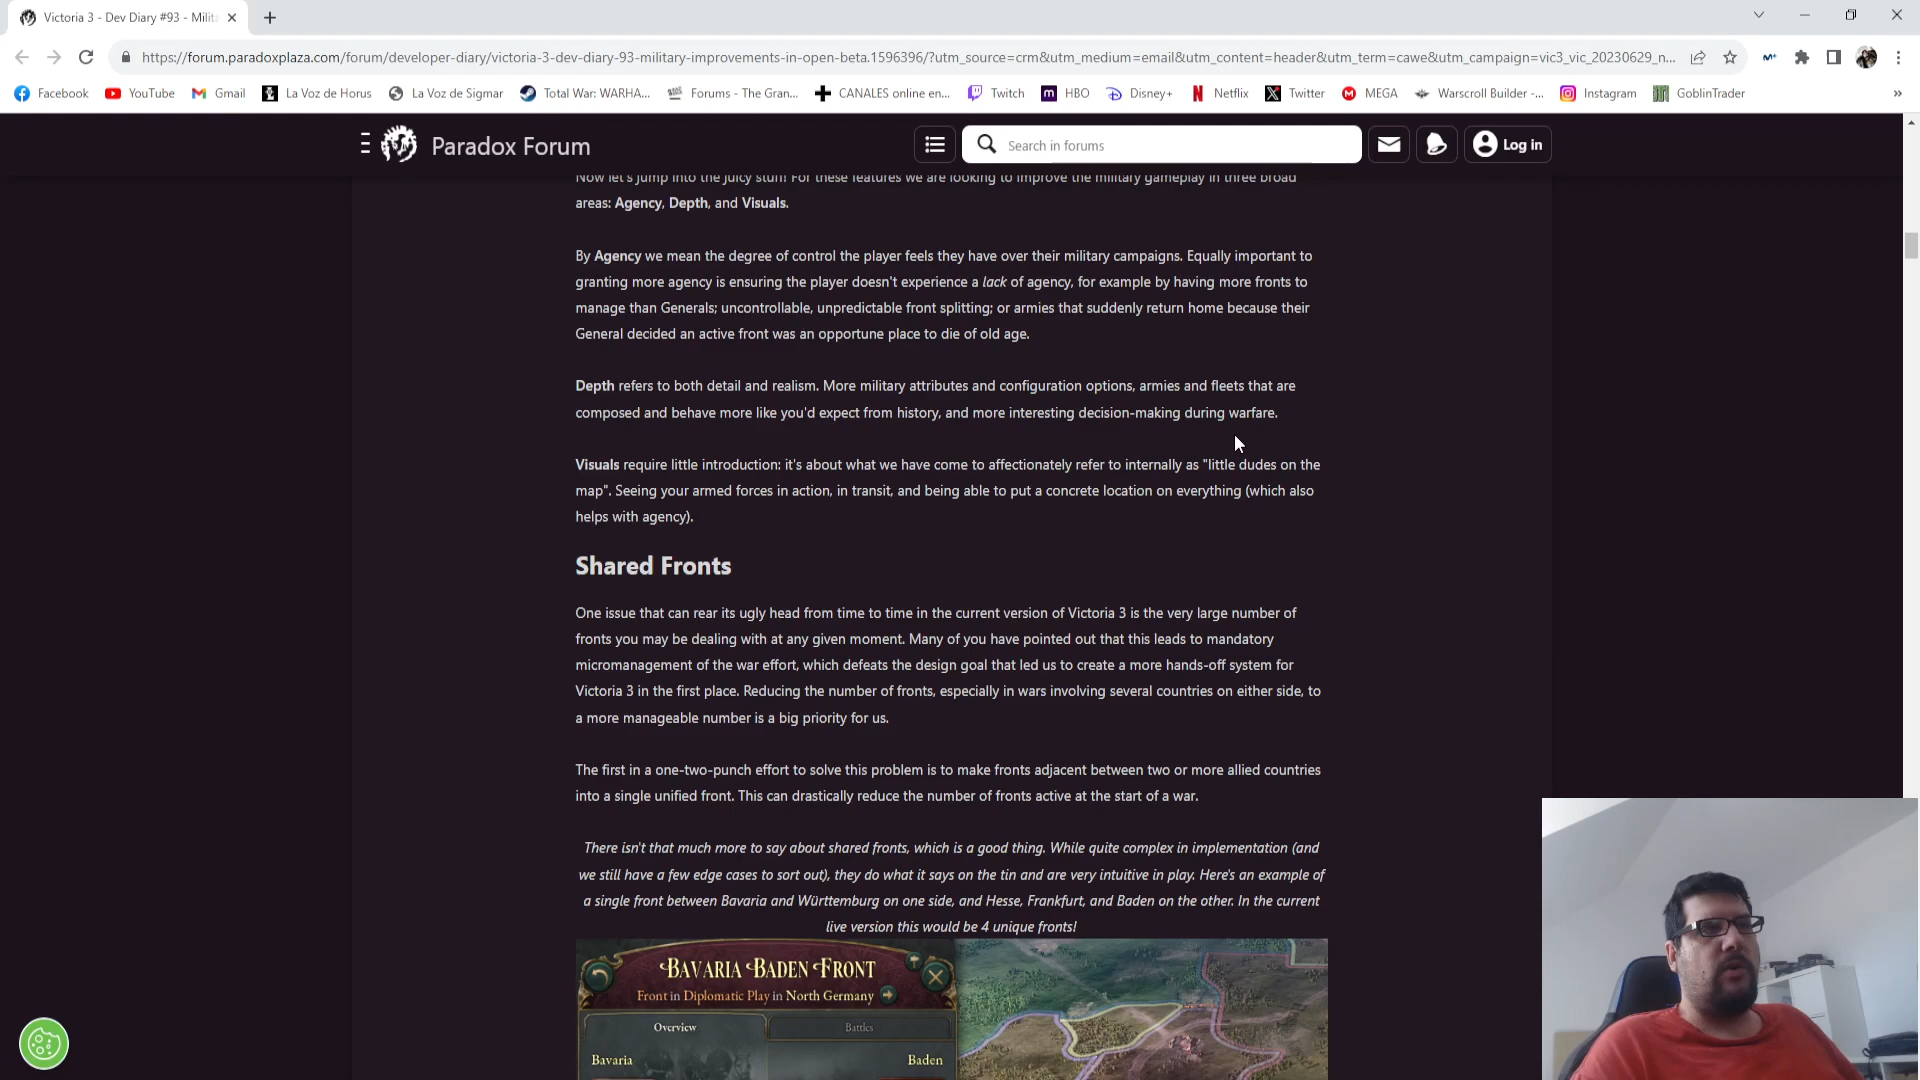 Victoria 3 - Dev Diary #93 - Milit
https://forum.paradoxplaza.com/forum/developer-diary/victoria-3-dev-diary-93-military-improvements-in-open-beta.1596396/?utm_source=crm&utm_medium=email&utm_content=header&utm_term=cawe&utm_campaign=vic3_vic_20230629_n...
Facebook YouTube Gmail La Voz de Horus La Voz de Sigmar Total War: WARHA... Forums - The Gran... CANALES online en... Twitch HBO Disney+ Netflix Twitter MEGA Warscroll Builder -... Instagram GoblinTrader »
Paradox Forum Search in forums Log in
Now let's jump into the juicy stuff! For these features we are looking to improve the military gameplay in three broad
areas: Agency, Depth, and Visuals.
By Agency we mean the degree of control the player feels they have over their military campaigns. Equally important to
granting more agency is ensuring the player doesn't experience a lack of agency, for example by having more fronts to
manage than Generals; uncontrollable, unpredictable front splitting; or armies that suddenly return home because their
General decided an active front was an opportune place to die of old age.
Depth refers to both detail and realism. More military attributes and configuration options, armies and fleets that are
composed and behave more like you'd expect from history, and more interesting decision-making during warfare.
Visuals require little introduction: it's about what we have come to affectionately refer to internally as "little dudes on the
map". Seeing your armed forces in action, in transit, and being able to put a concrete location on everything (which also
helps with agency).
Shared Fronts
One issue that can rear its ugly head from time to time in the current version of Victoria 3 is the very large number of
fronts you may be dealing with at any given moment. Many of you have pointed out that this leads to mandatory
micromanagement of the war effort, which defeats the design goal that led us to create a more hands-off system for
Victoria 3 in the first place. Reducing the number of fronts, especially in wars involving several countries on either side, to
a more manageable number is a big priority for us.
The first in a one-two-punch effort to solve this problem is to make fronts adjacent between two or more allied countries
into a single unified front. This can drastically reduce the number of fronts active at the start of a war.
There isn't that much more to say about shared fronts, which is a good thing. While quite complex in implementation (and
we still have a few edge cases to sort out), they do what it says on the tin and are very intuitive in play. Here's an example of
a single front between Bavaria and Württemburg on one side, and Hesse, Frankfurt, and Baden on the other. In the current
live version this would be 4 unique fronts!
Bavaria Baden Front
Front in Diplomatic Play in North Germany
Overview Battles
Bavaria Baden